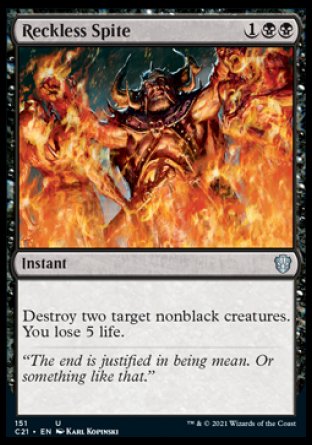 Reckless Spite 1
Instant
Destroy two target nonblack creatures.
You lose 5 life.
“The end is justified in being mean. Or
something like that.”
151 U
C21 • EN Karl Kopinski ™ & © 2021 Wizards of the Coast